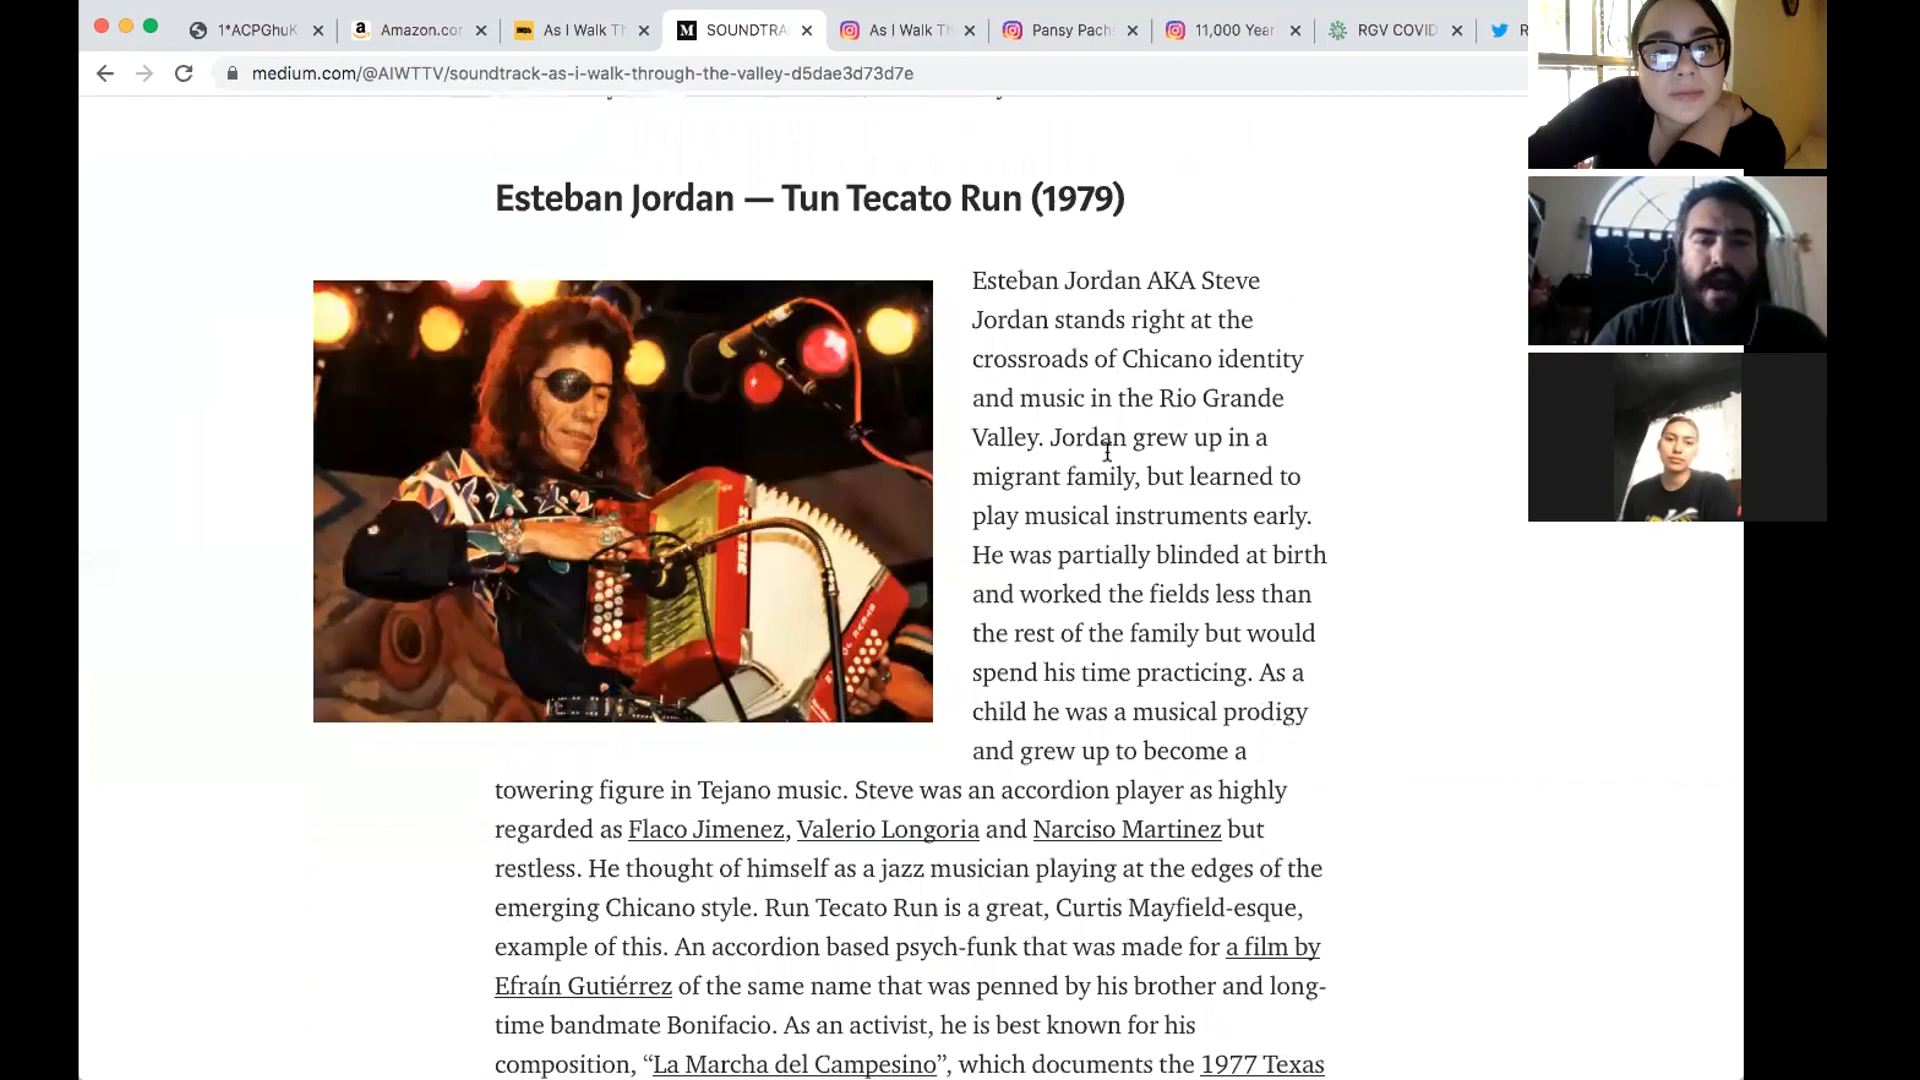 1*ACPGhuK
Amazon.cor
As I Walk Th
SOUNDTRA
As I Walk Th
Pansy Pach
11,000 Year
RGV COVID
R
medium.com/@AIWTTV/soundtrack-as-i-walk-through-the-valley-d5dae3d73d7e
Esteban Jordan — Tun Tecato Run (1979)
Esteban Jordan AKA Steve
Jordan stands right at the
crossroads of Chicano identity
and music in the Rio Grande
Valley. Jordan grew up in a
migrant family, but learned to
play musical instruments early.
He was partially blinded at birth
and worked the fields less than
the rest of the family but would
spend his time practicing. As a
child he was a musical prodigy
and grew up to become a
towering figure in Tejano music. Steve was an accordion player as highly
regarded as Flaco Jimenez, Valerio Longoria and Narciso Martinez but
restless. He thought of himself as a jazz musician playing at the edges of the
emerging Chicano style. Run Tecato Run is a great, Curtis Mayfield-esque,
example of this. An accordion based psych-funk that was made for a film by
Efraín Gutiérrez of the same name that was penned by his brother and long-
time bandmate Bonifacio. As an activist, he is best known for his
composition, “La Marcha del Campesino”, which documents the 1977 Texas